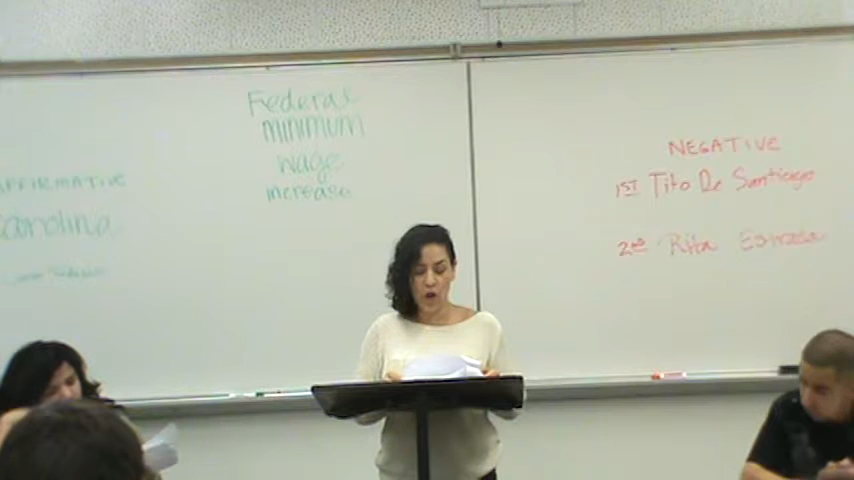 Federal
minimum
wage
increase
AFFIRMATIVE
Carolina
NEGATIVE
1ST Tito De Santiago
2nd Rita Estrada